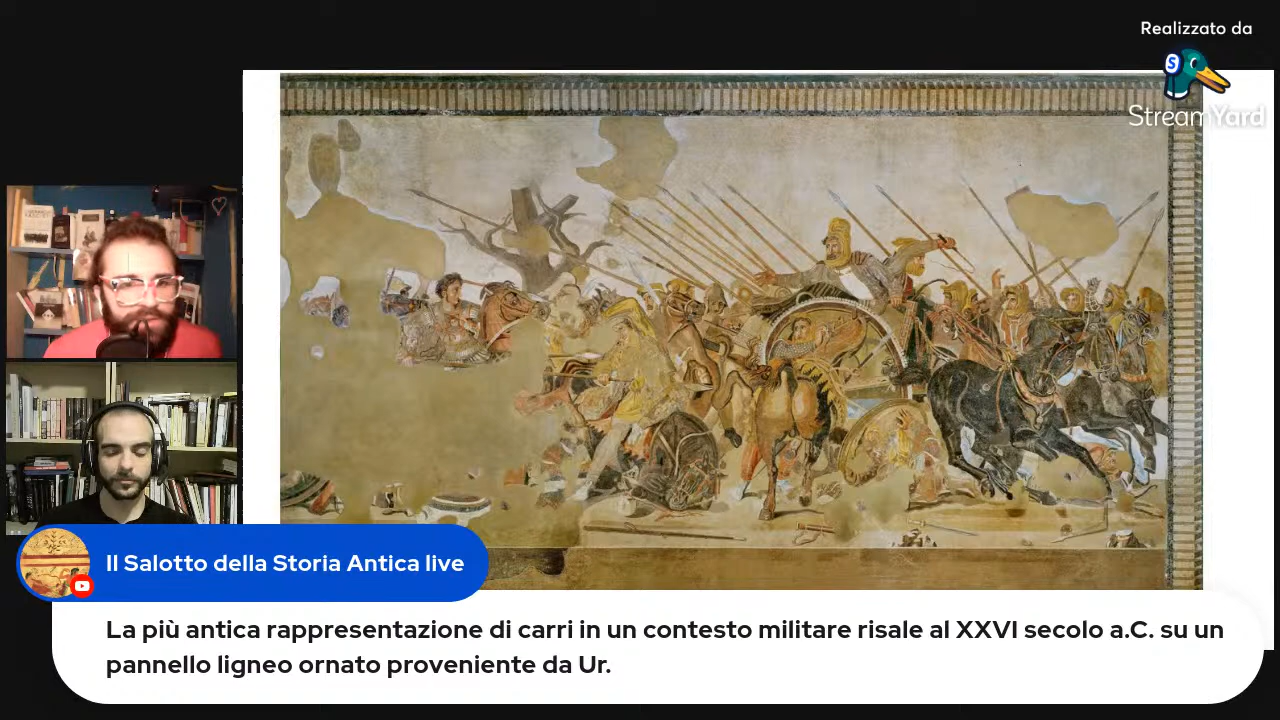 Realizzato da
S
StreamYard
Il Salotto della Storia Antica live
La più antica rappresentazione di carri in un contesto militare risale al XXVI secolo a.C. su un
pannello ligneo ornato proveniente da Ur.